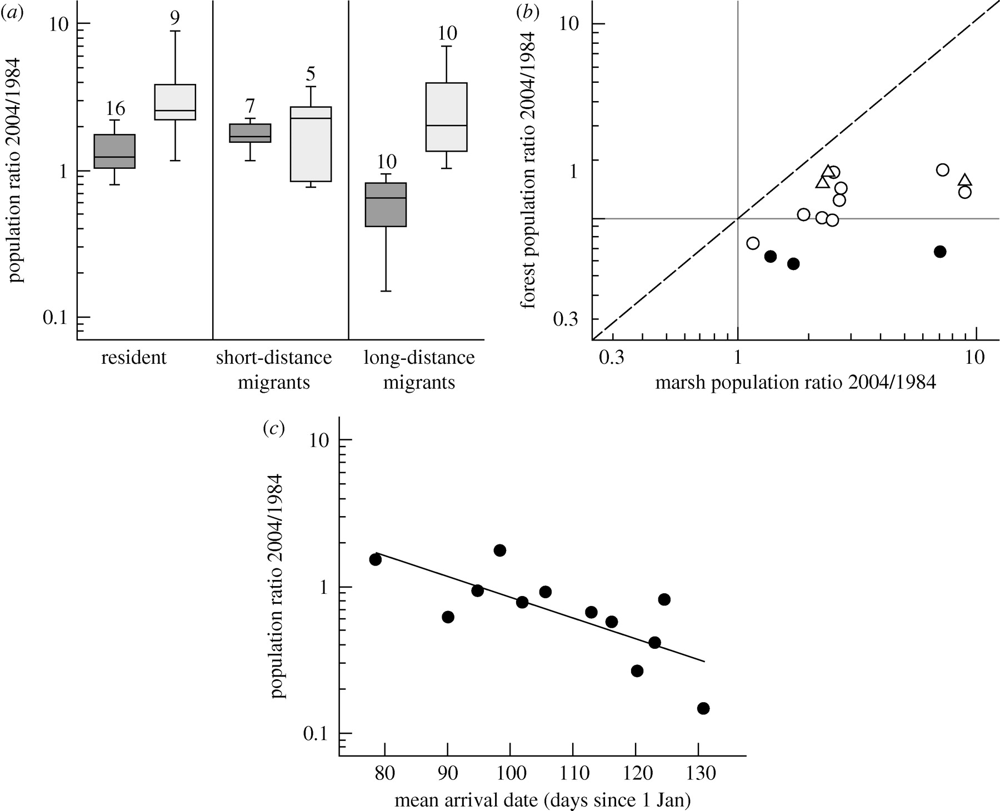 (a)
population ratio 2004/1984
10
1
0.1
16
9
7
5
10
10
resident
short-distance
migrants
long-distance
migrants
(b)
forest population ratio 2004/1984
10
1
0.3
0.3
1
10
marsh population ratio 2004/1984
(c)
population ratio 2004/1984
10
1
0.1
80
90
100
110
120
130
mean arrival date (days since 1 Jan)